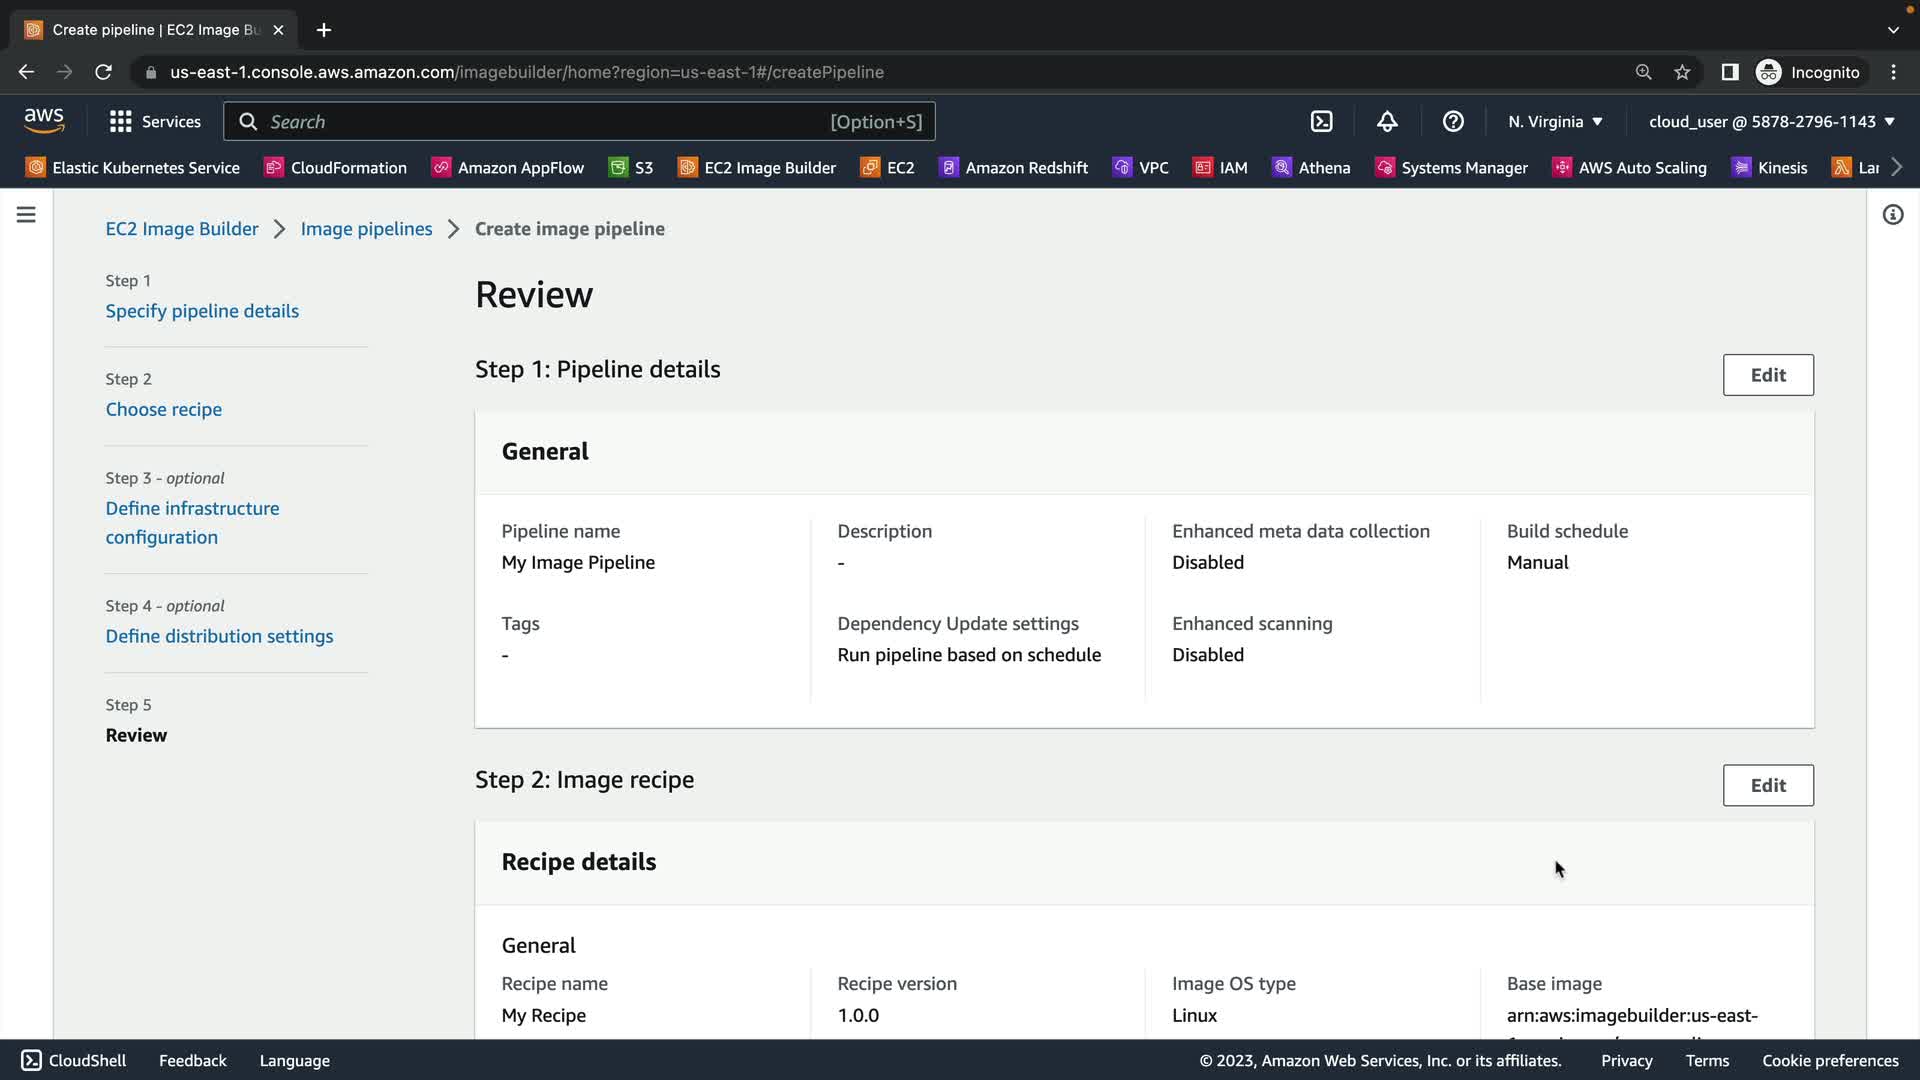 Create pipeline | EC2 Image Bu
us-east-1.console.aws.amazon.com/imagebuilder/home?region=us-east-1#/createPipeline
Incognito
aws
Services
Search
[Option+S]
N. Virginia
cloud_user @ 5878-2796-1143
Elastic Kubernetes Service
CloudFormation
Amazon AppFlow
S3
EC2 Image Builder
EC2
Amazon Redshift
VPC
IAM
Athena
Systems Manager
AWS Auto Scaling
Kinesis
Lar
EC2 Image Builder
Image pipelines
Create image pipeline
Step 1
Specify pipeline details
Step 2
Choose recipe
Step 3 - optional
Define infrastructure
configuration
Step 4 - optional
Define distribution settings
Step 5
Review
Review
Step 1: Pipeline details
Edit
General
Pipeline name
My Image Pipeline
Description
-
Enhanced meta data collection
Disabled
Build schedule
Manual
Tags
-
Dependency Update settings
Run pipeline based on schedule
Enhanced scanning
Disabled
Step 2: Image recipe
Edit
Recipe details
General
Recipe name
My Recipe
Recipe version
1.0.0
Image OS type
Linux
Base image
arn:aws:imagebuilder:us-east-
CloudShell
Feedback
Language
© 2023, Amazon Web Services, Inc. or its affiliates.
Privacy
Terms
Cookie preferences